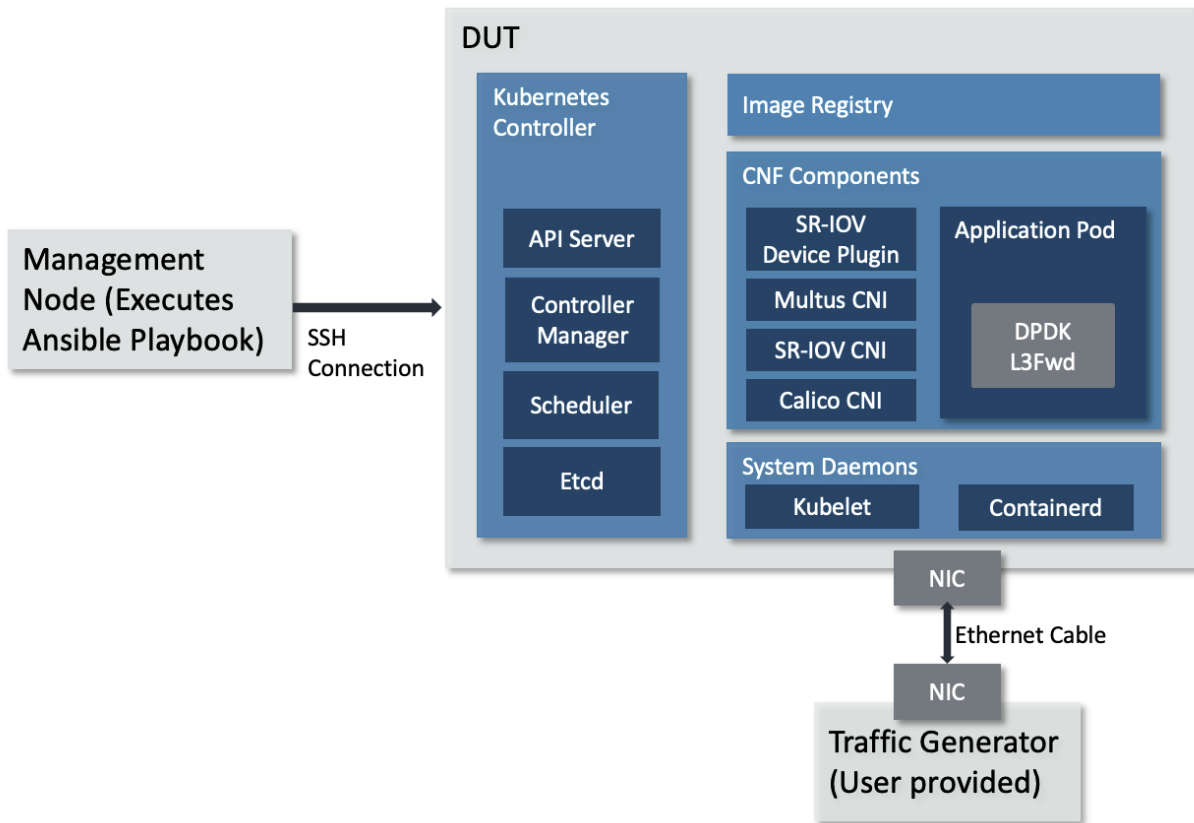 DUT
Kubernetes
Controller
API Server
Controller
Manager
Scheduler
Etcd
Image Registry
CNF Components
SR-IOV
Device Plugin
Multus CNI
SR-IOV CNI
Calico CNI
Application Pod
DPDK
L3Fwd
System Daemons
Kubelet
Containerd
Management
Node (Executes
Ansible Playbook)
SSH
Connection
NIC
Ethernet Cable
NIC
Traffic Generator
(User provided)